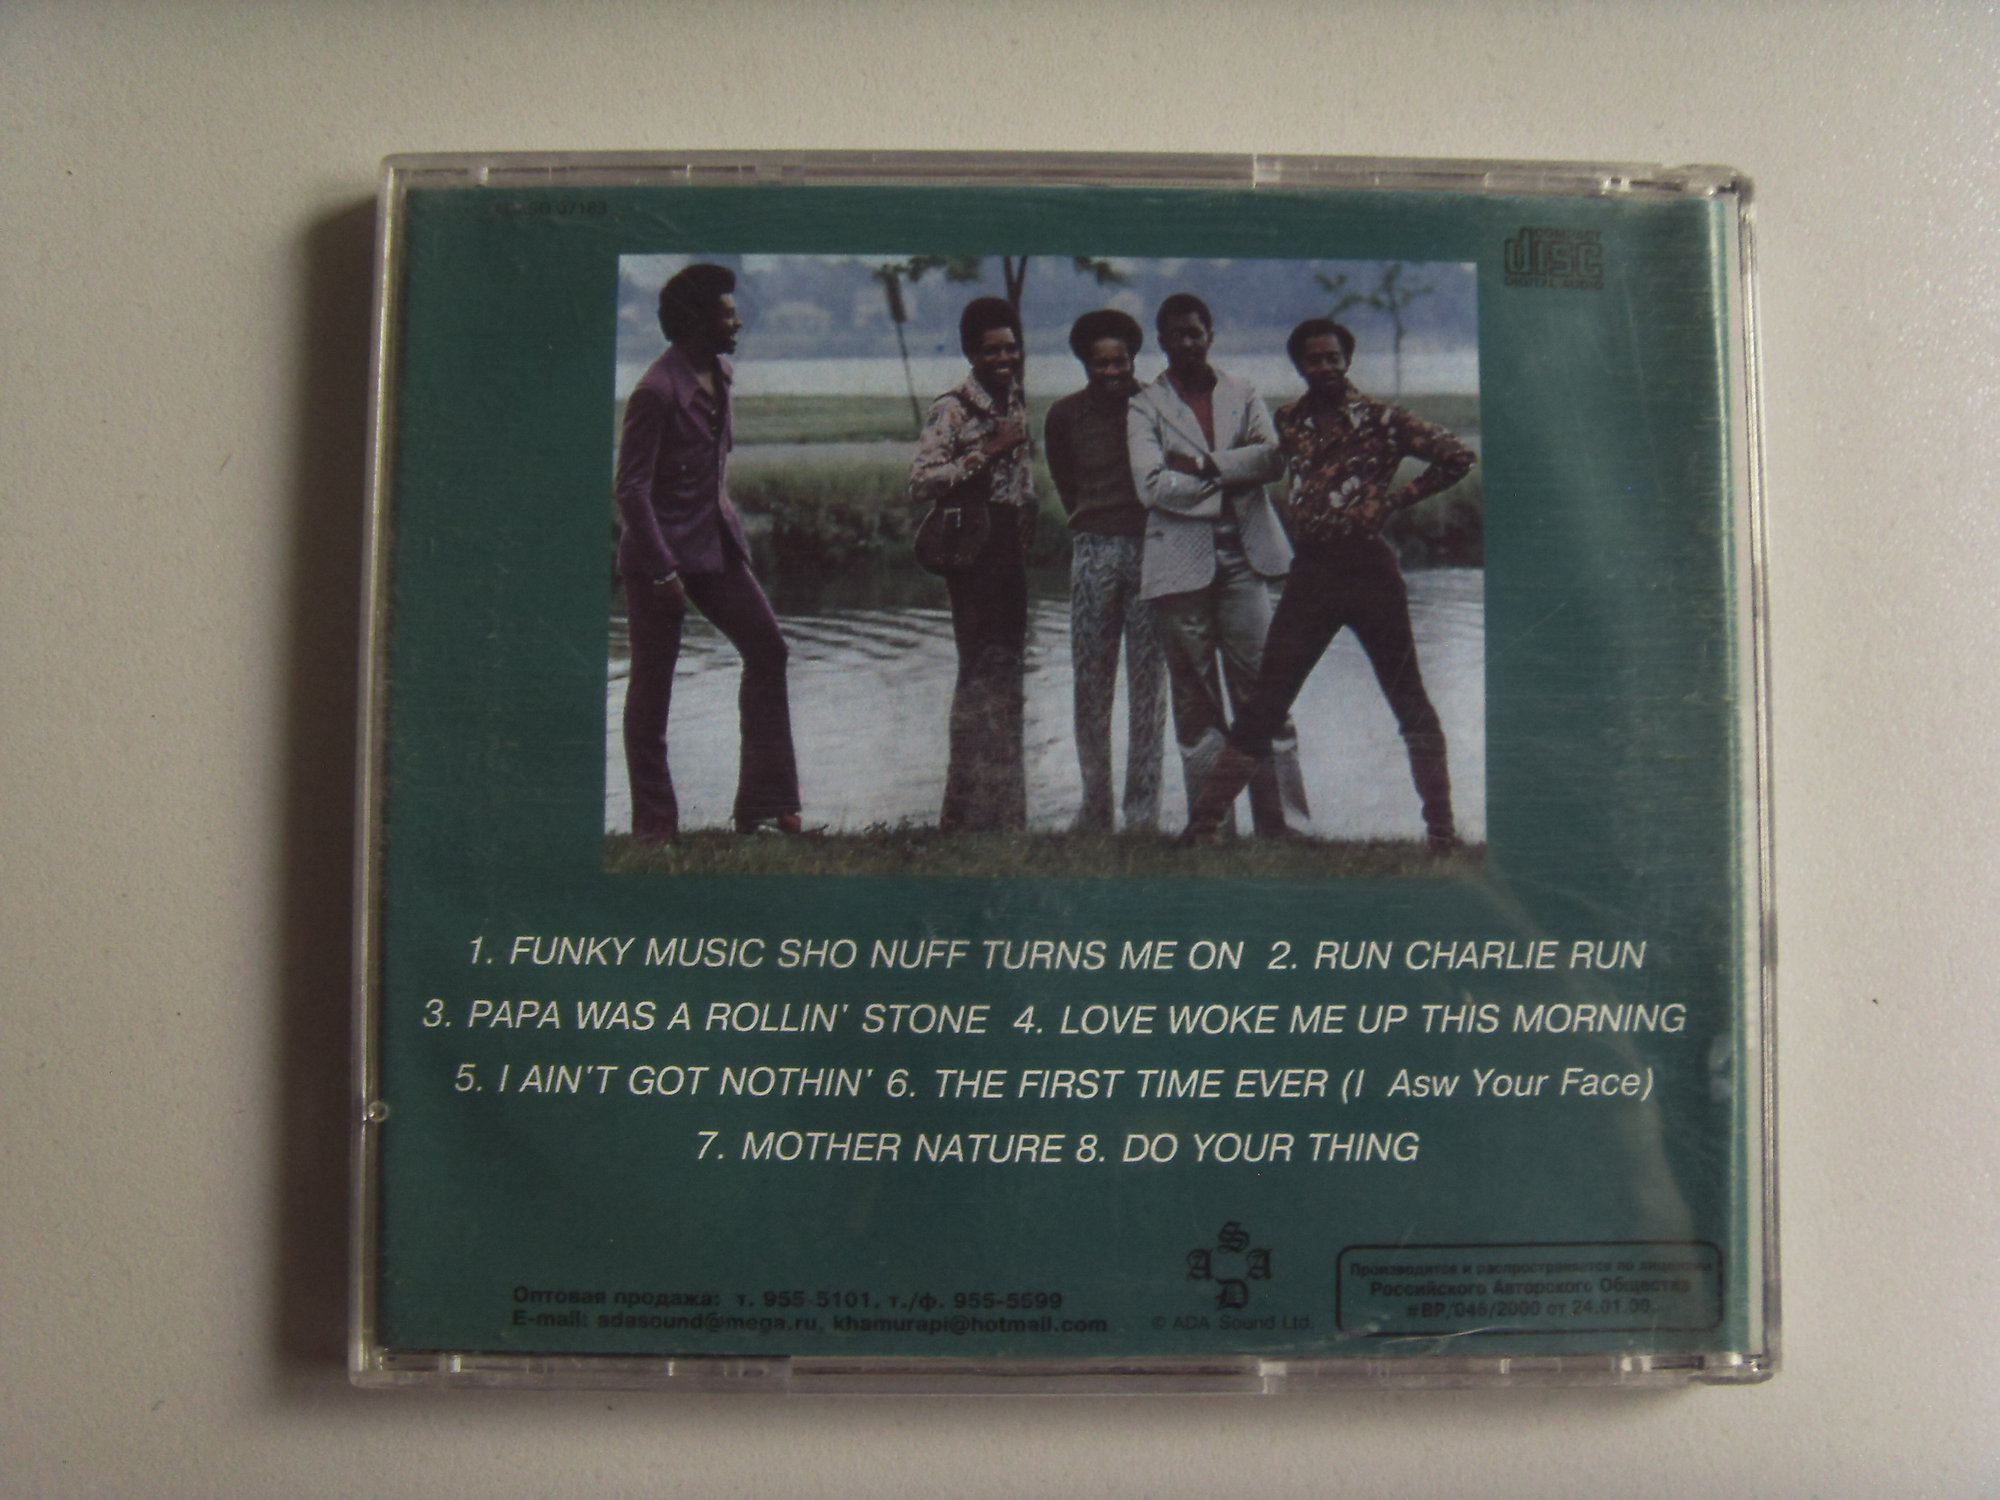 07183
COMPACT
disc
DIGITAL AUDIO
1. FUNKY MUSIC SHO NUFF TURNS ME ON 2. RUN CHARLIE RUN
3. PAPA WAS A ROLLIN' STONE 4. LOVE WOKE ME UP THIS MORNING
5. I AIN'T GOT NOTHIN' 6. THE FIRST TIME EVER (I Asw Your Face)
7. MOTHER NATURE 8. DO YOUR THING
S
A A
D
Оптовая продажа: т. 955-5101, т./ф. 955-5599
E-mail: adasound@mega.ru, khamurapi@hotmail.com
© ADA Sound Ltd.
Производится и распространяется по лицензии
Российского Авторского Общества
#ВР/046/2000 от 24.01.00.